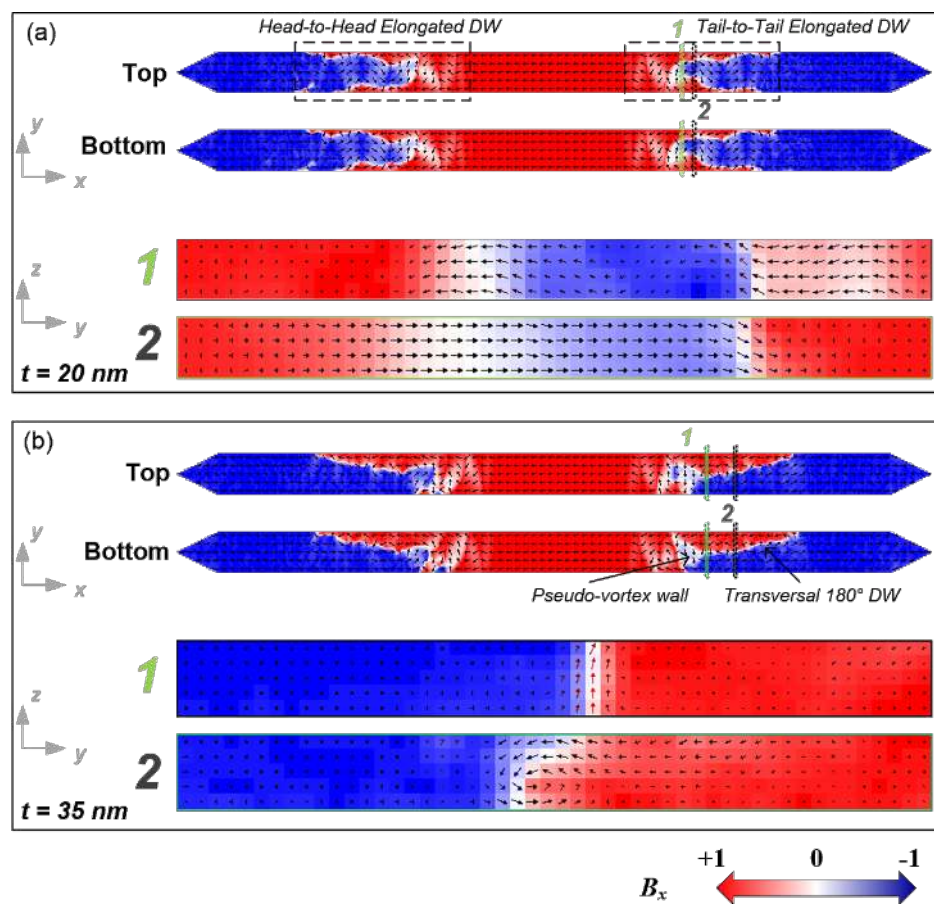 (a)
Head-to-Head Elongated DW
Tail-to-Tail Elongated DW
1
Top
2
Bottom
y
x
1
z
2
y
t = 20 nm
(b)
1
Top
2
Bottom
y
x
Pseudo-vortex wall
Transversal 180° DW
1
z
2
y
t = 35 nm
+1 0 -1
Bx